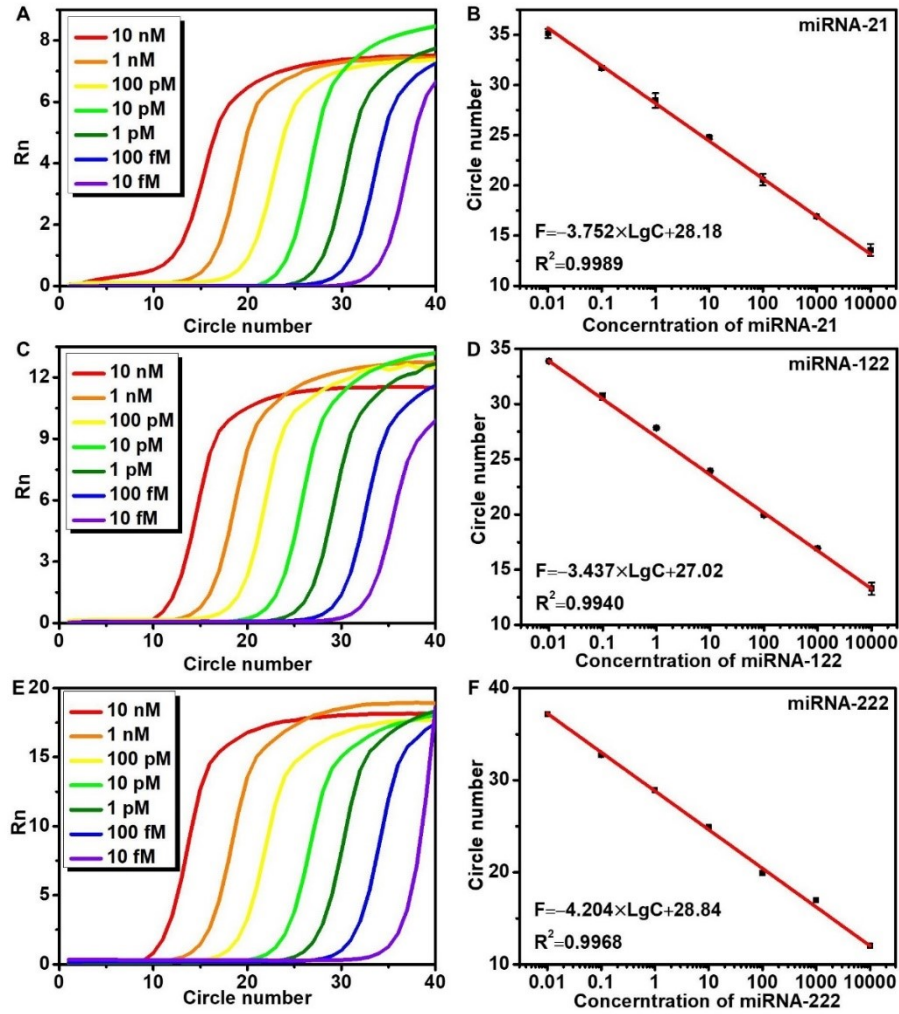 A
8
6
4
2
0
Rn
10 nM
1 nM
100 pM
10 pM
1 pM
100 fM
10 fM
0 10 20 30 40
Circle number
B
miRNA-21
35
30
25
20
15
10
Circle number
F=−3.752×LgC+28.18
R²=0.9989
0.01 0.1 1 10 100 1000 10000
Concerntration of miRNA-21
C
12
9
6
3
0
Rn
10 nM
1 nM
100 pM
10 pM
1 pM
100 fM
10 fM
0 10 20 30 40
Circle number
D
miRNA-122
35
30
25
20
15
10
Circle number
F=−3.437×LgC+27.02
R²=0.9940
0.01 0.1 1 10 100 1000 10000
Concerntration of miRNA-122
E
20
15
10
5
0
Rn
10 nM
1 nM
100 pM
10 pM
1 pM
100 fM
10 fM
0 10 20 30 40
Circle number
F
miRNA-222
40
30
20
10
Circle number
F=−4.204×LgC+28.84
R²=0.9968
0.01 0.1 1 10 100 1000 10000
Concerntration of miRNA-222